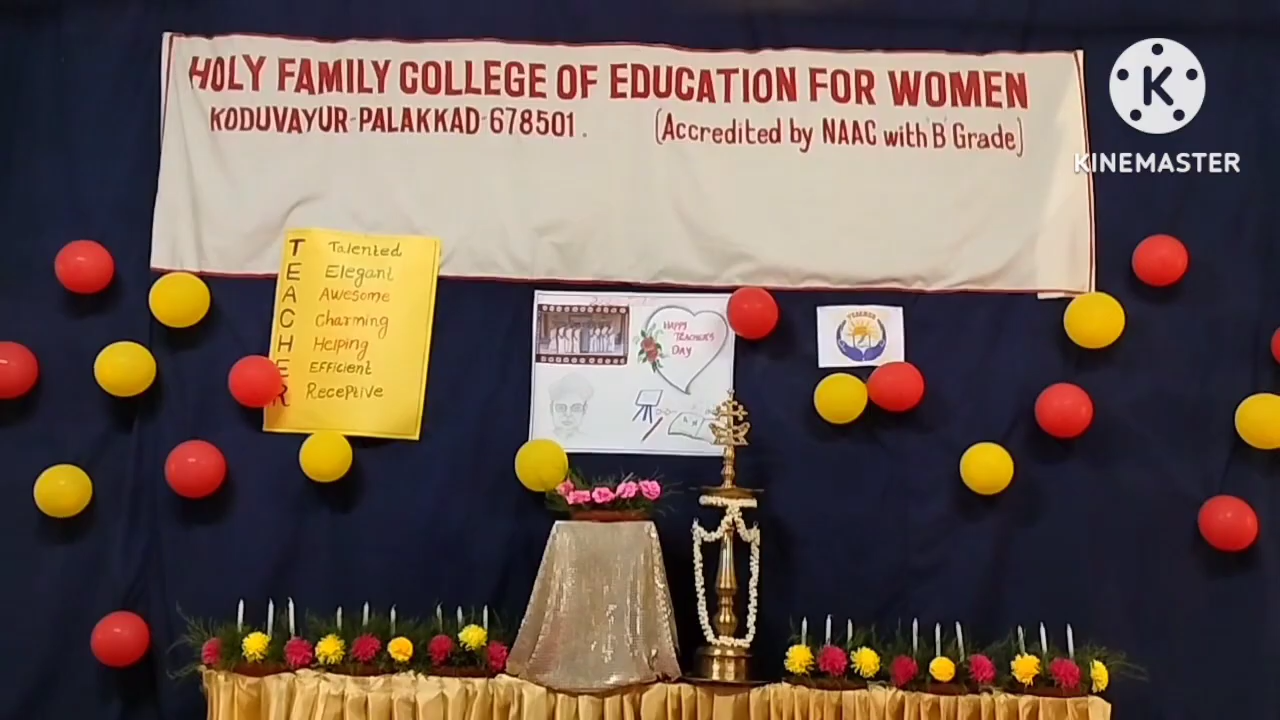 HOLY FAMILY COLLEGE OF EDUCATION FOR WOMEN
KODUVAYUR-PALAKKAD-678501.
(Accredited by NAAC with 'B' Grade)
K
KINEMASTER
T Talented
E Elegant
A Awesome
C Charming
H Helping
E Efficient
R Receptive
HAPPY
TEACHER'S
DAY
TEACHER